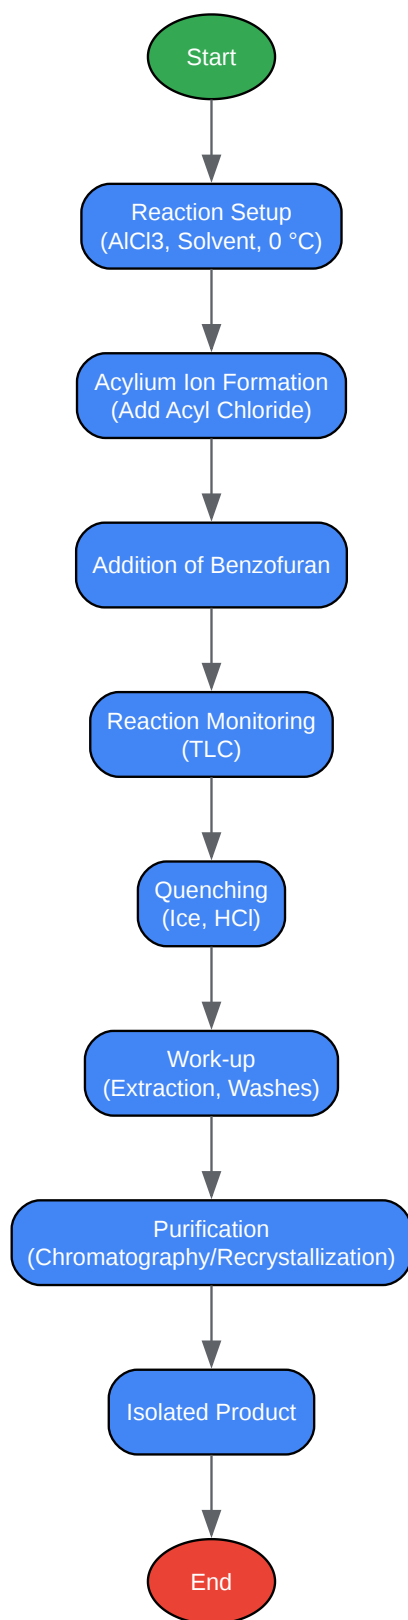 Start
Reaction Setup
(AlCl3, Solvent, 0 °C)
Acylium Ion Formation
(Add Acyl Chloride)
Addition of Benzofuran
Reaction Monitoring
(TLC)
Quenching
(Ice, HCl)
Work-up
(Extraction, Washes)
Purification
(Chromatography/Recrystallization)
Isolated Product
End